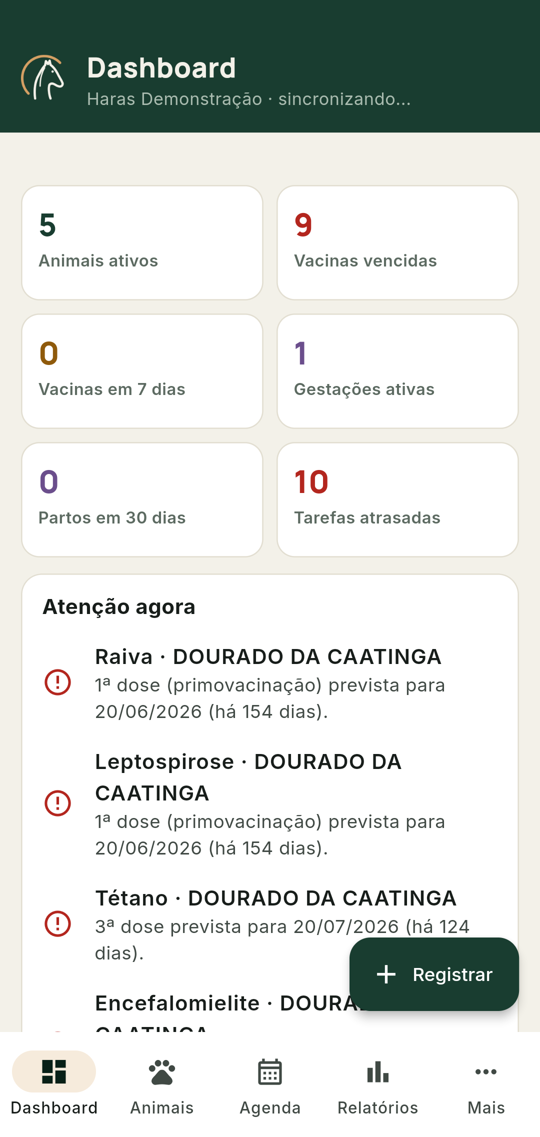 Dashboard
Haras Demonstração · sincronizando...
5
Animais ativos
9
Vacinas vencidas
0
Vacinas em 7 dias
1
Gestações ativas
0
Partos em 30 dias
10
Tarefas atrasadas
Atenção agora
Raiva · DOURADO DA CAATINGA
1ª dose (primovacinação) prevista para
20/06/2026 (há 154 dias).
Leptospirose · DOURADO DA
CAATINGA
1ª dose (primovacinação) prevista para
20/06/2026 (há 154 dias).
Tétano · DOURADO DA CAATINGA
3ª dose prevista para 20/07/2026 (há 124
dias).
Encefalomielite ·
CAATINGA
Registrar
Dashboard
Animais
Agenda
Relatórios
Mais